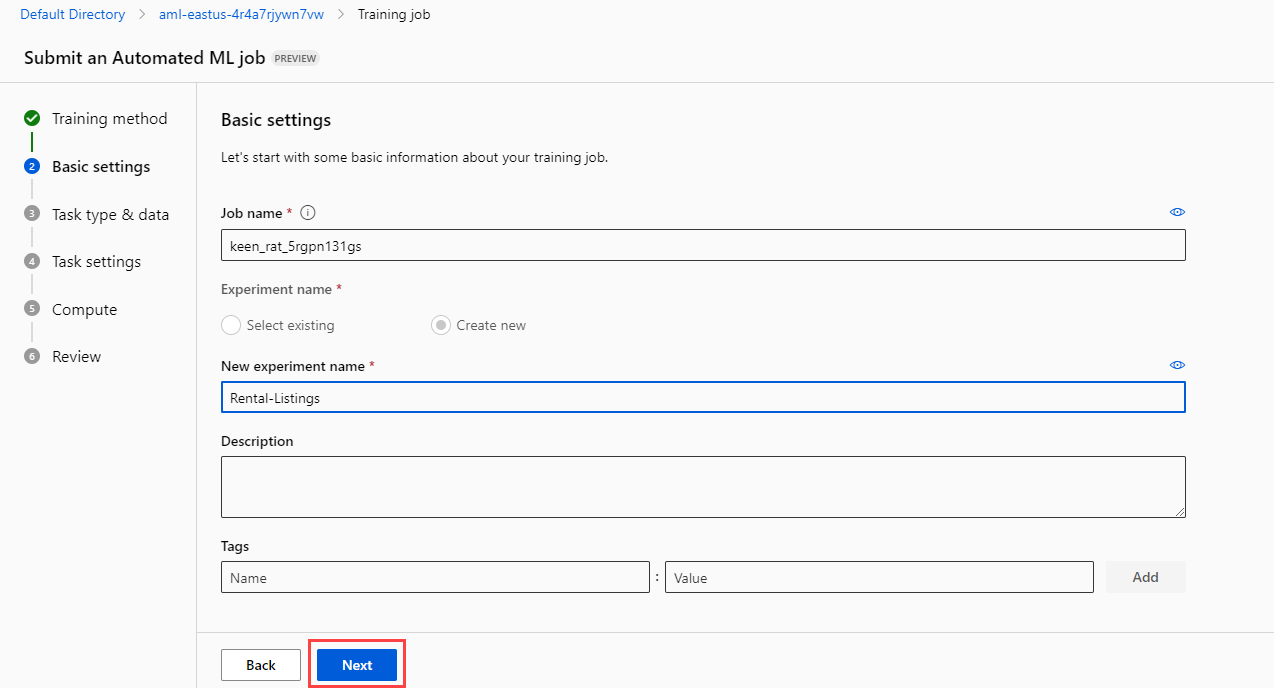 Default Directory > aml-eastus-4r4a7rjywn7vw > Training job
Submit an Automated ML job PREVIEW
Training method
2 Basic settings
3 Task type & data
4 Task settings
5 Compute
6 Review
Basic settings
Let's start with some basic information about your training job.
Job name *
keen_rat_5rgpn131gs
Experiment name *
Select existing Create new
New experiment name *
Rental-Listings
Description
Tags
Name : Value Add
Back Next